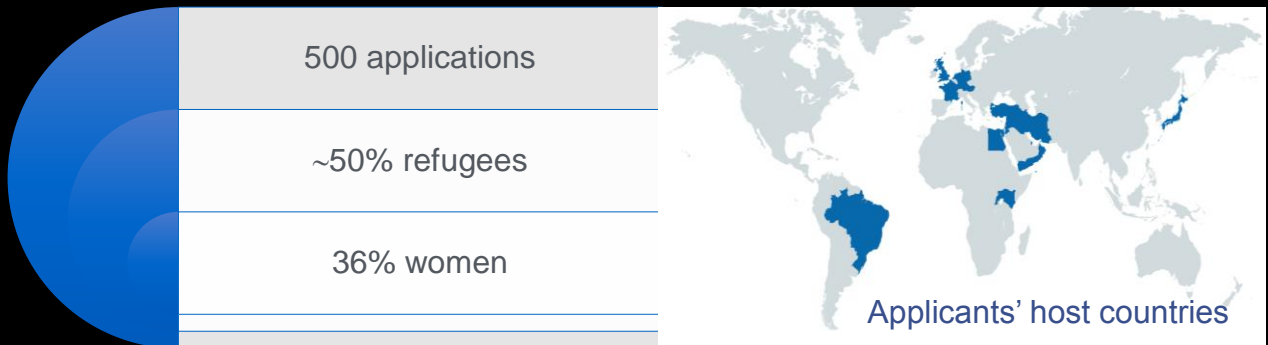 500 applications
~50% refugees
36% women
Applicants’ host countries